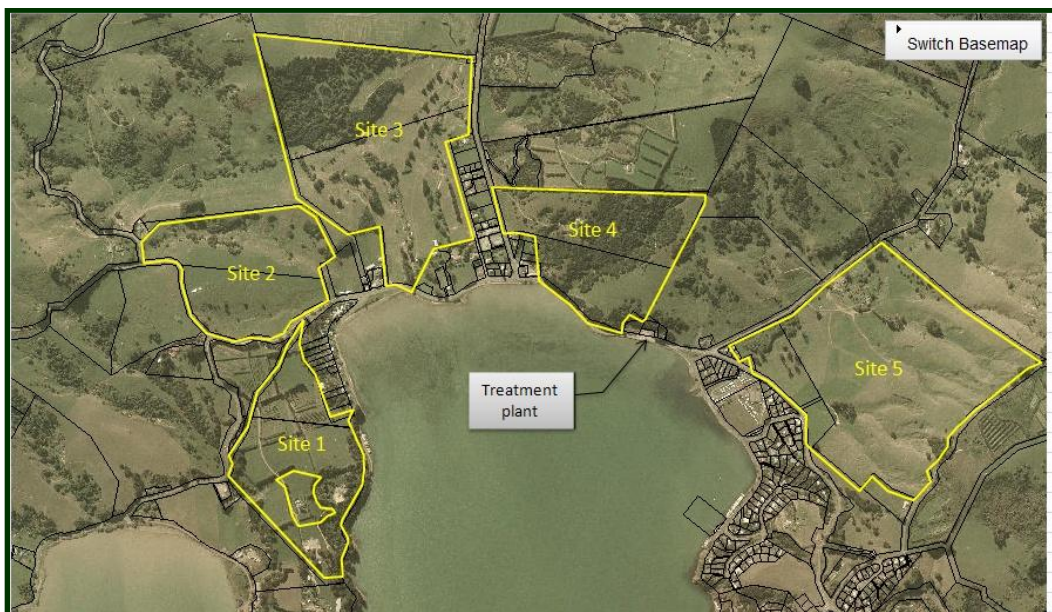 Switch Basemap
Site 3
Site 4
Site 2
Site 5
Treatment
plant
Site 1